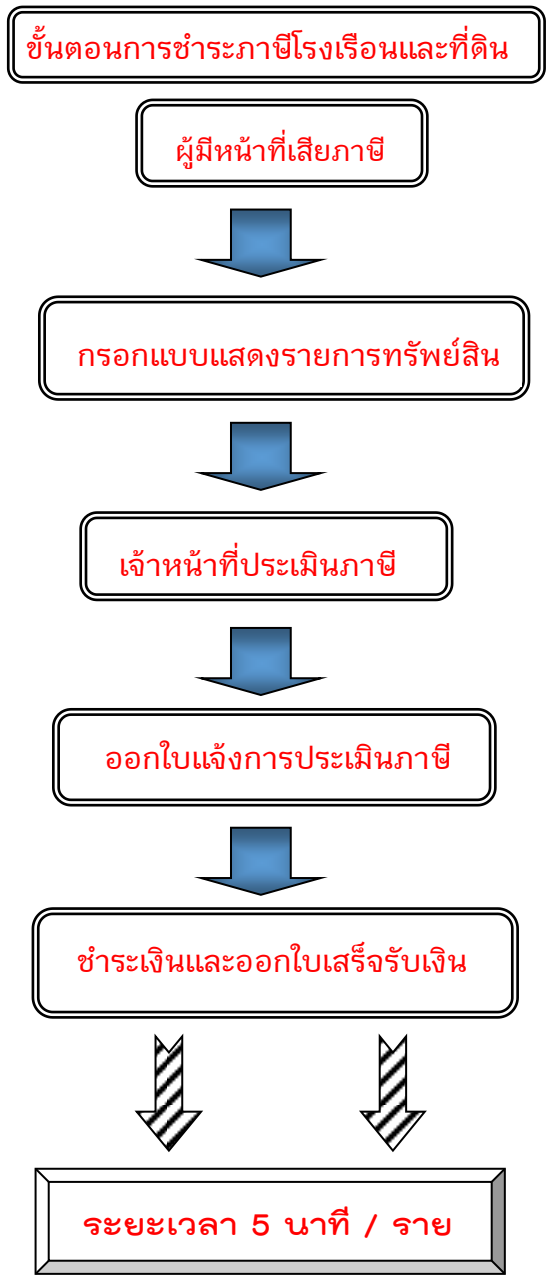 ขั้นตอนการชำระภาษีโรงเรือนและที่ดิน
ผู้มีหน้าที่เสียภาษี
กรอกแบบแสดงรายการทรัพย์สิน
เจ้าหน้าที่ประเมินภาษี
ออกใบแจ้งการประเมินภาษี
ชำระเงินและออกใบเสร็จรับเงิน
ระยะเวลา 5 นาที / ราย